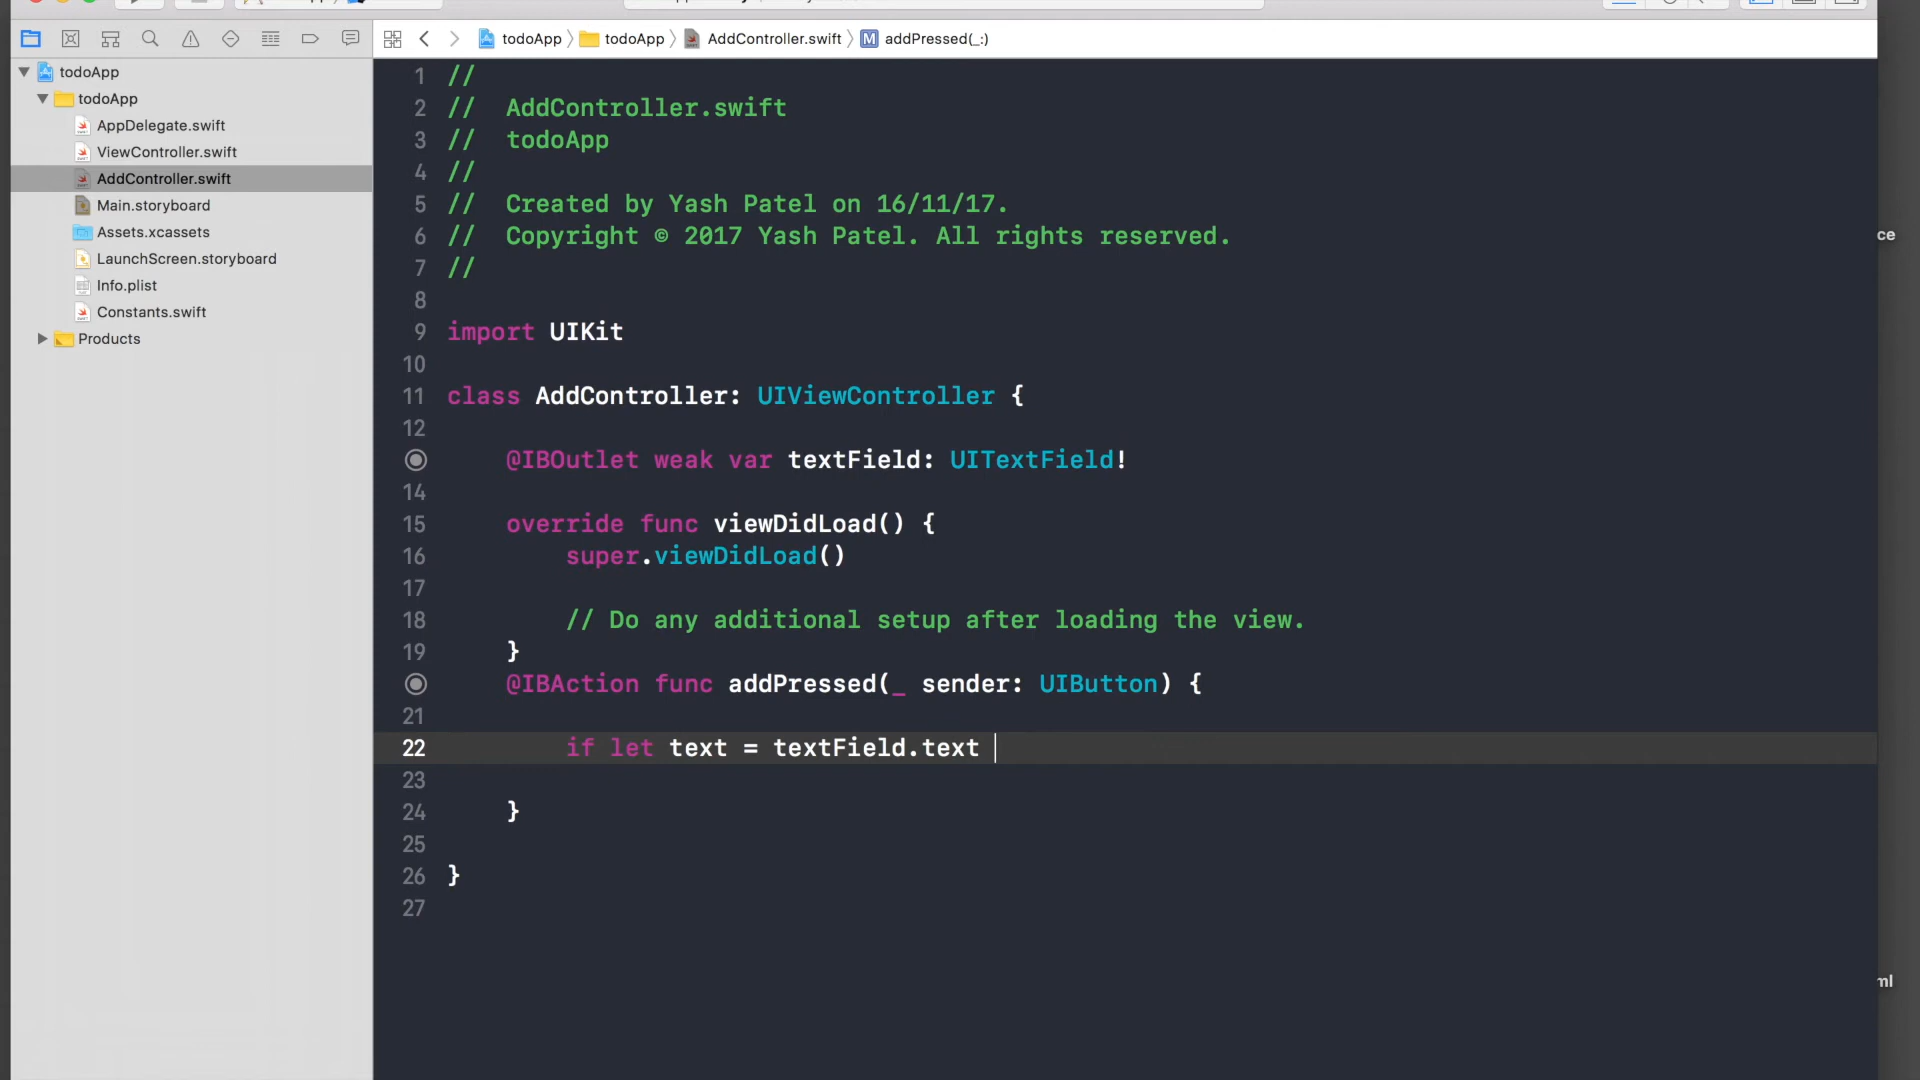 todoApp
todoApp
AddController.swift
addPressed(_:)
todoApp
todoApp
AppDelegate.swift
ViewController.swift
AddController.swift
Main.storyboard
Assets.xcassets
LaunchScreen.storyboard
Info.plist
Constants.swift
Products
1 //
2 //  AddController.swift
3 //  todoApp
4 //
5 //  Created by Yash Patel on 16/11/17.
6 //  Copyright © 2017 Yash Patel. All rights reserved.
7 //
8
9 import UIKit
10
11 class AddController: UIViewController {
12
@IBOutlet weak var textField: UITextField!
14
15     override func viewDidLoad() {
16         super.viewDidLoad()
17
18         // Do any additional setup after loading the view.
19     }
@IBAction func addPressed(_ sender: UIButton) {
21
22         if let text = textField.text
23
24     }
25
26 }
27
ce
ml